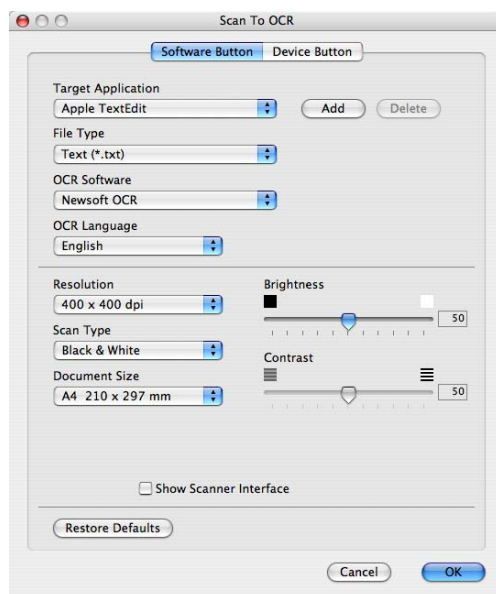 Scan To OCR
Software Button Device Button
Target Application
Apple TextEdit Add Delete
File Type
Text (*.txt)
OCR Software
Newsoft OCR
OCR Language
English
Resolution
400 x 400 dpi
Scan Type
Black & White
Document Size
A4 210 x 297 mm
Brightness
50
Contrast
50
Show Scanner Interface
Restore Defaults
Cancel OK